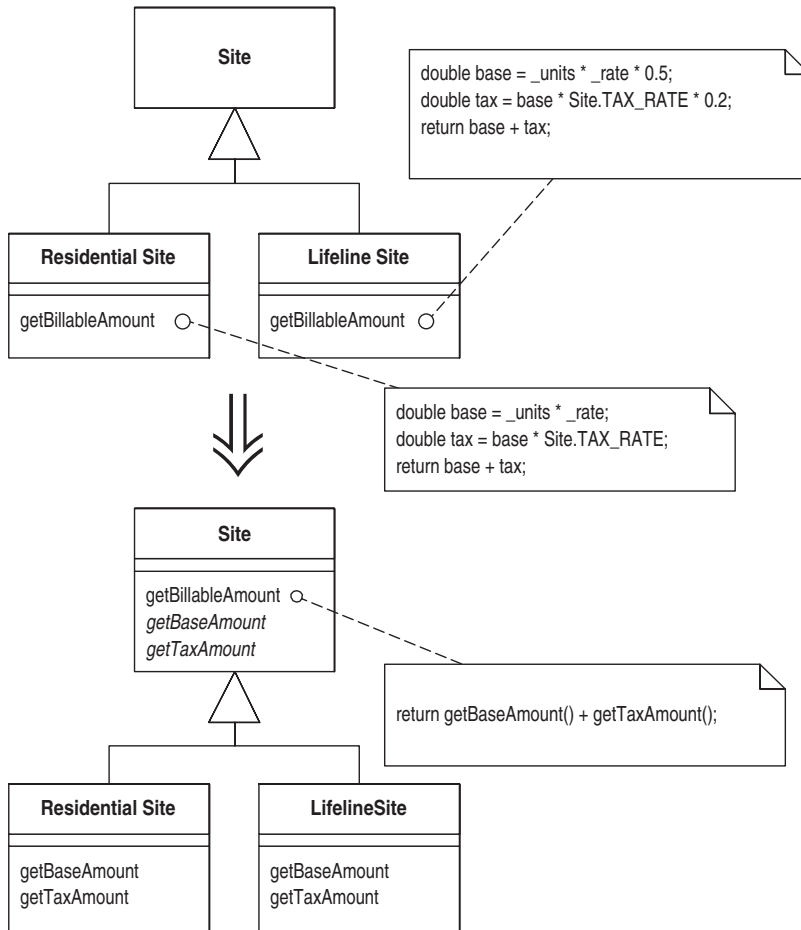 Site
double base = _units * _rate * 0.5;
double tax = base * Site.TAX_RATE * 0.2;
return base + tax;
Residential Site
Lifeline Site
getBillableAmount
getBillableAmount
double base = _units * _rate;
double tax = base * Site.TAX_RATE;
return base + tax;
Site
getBillableAmount
getBaseAmount
getTaxAmount
return getBaseAmount() + getTaxAmount();
Residential Site
LifelineSite
getBaseAmount
getTaxAmount
getBaseAmount
getTaxAmount